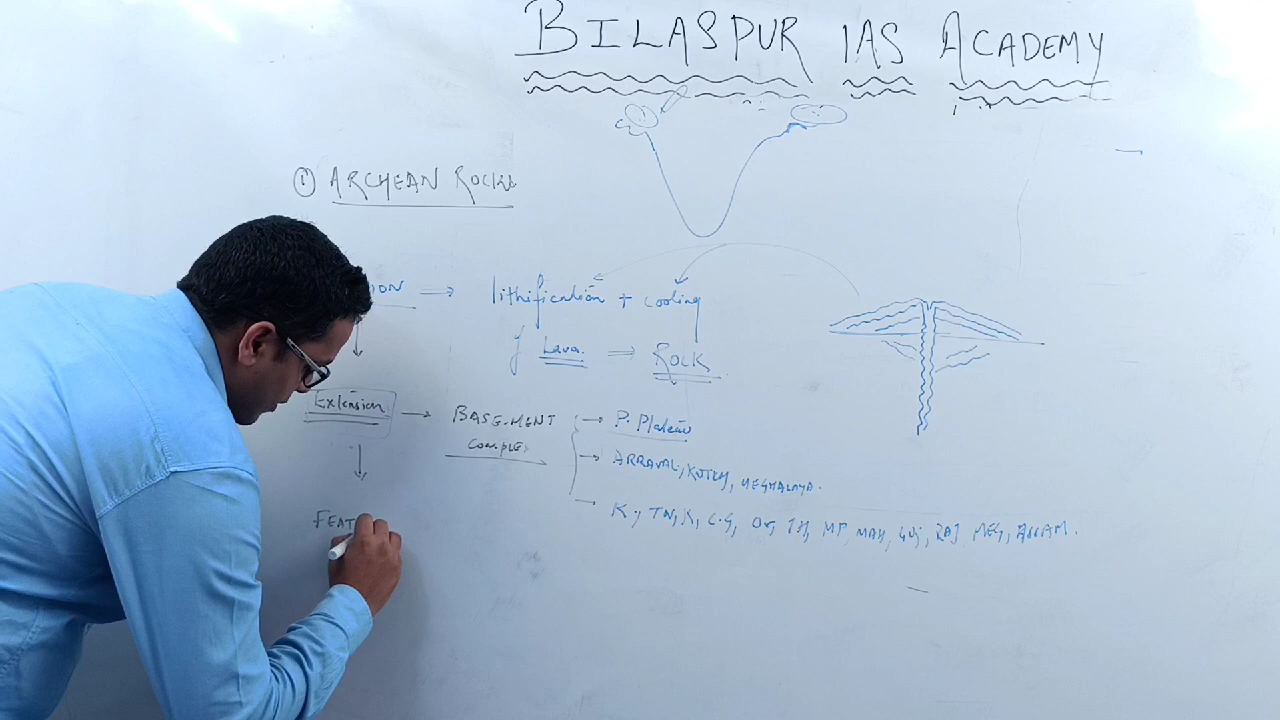 BILASPUR IAS ACADEMY
① ARCHEAN ROCKS
ION ⇒ lithification + cooling
of Lava ⇒ ROCK
Extension → BASEMENT
complex
→ P. Plateau
→ ARRAVALI, KUTCH, MEGHALAYA.
→ K, TN, K, C.G, Or, JH, MP, MAH, Guj, RAJ, MEG, ASSAM.
FEAT